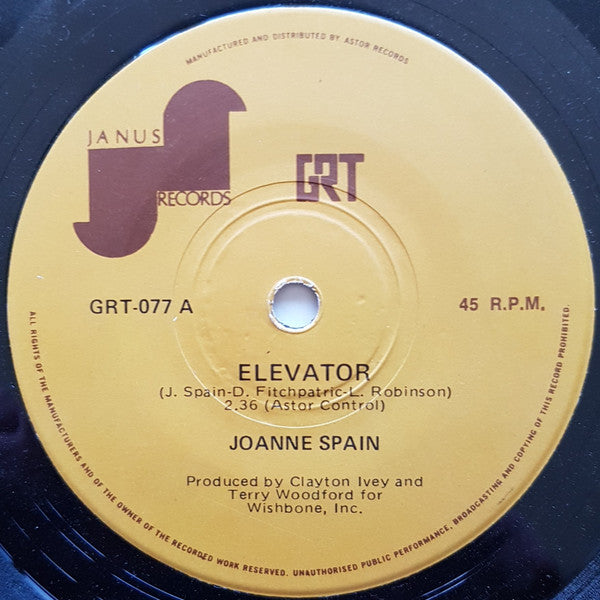 MANUFACTURED AND DISTRIBUTED BY ASTOR RECORDS
JANUS
RECORDS
GRT
GRT-077 A
45 R.P.M.
ELEVATOR
(J. Spain-D. Fitchpatric-L. Robinson)
2.36 (Astor Control)
JOANNE SPAIN
Produced by Clayton Ivey and
Terry Woodford for
Wishbone, Inc.
ALL RIGHTS OF THE MANUFACTURERS AND OF THE OWNER OF THE RECORDED WORK RESERVED. UNAUTHORISED PUBLIC PERFORMANCE, BROADCASTING AND COPYING OF THIS RECORD PROHIBITED.